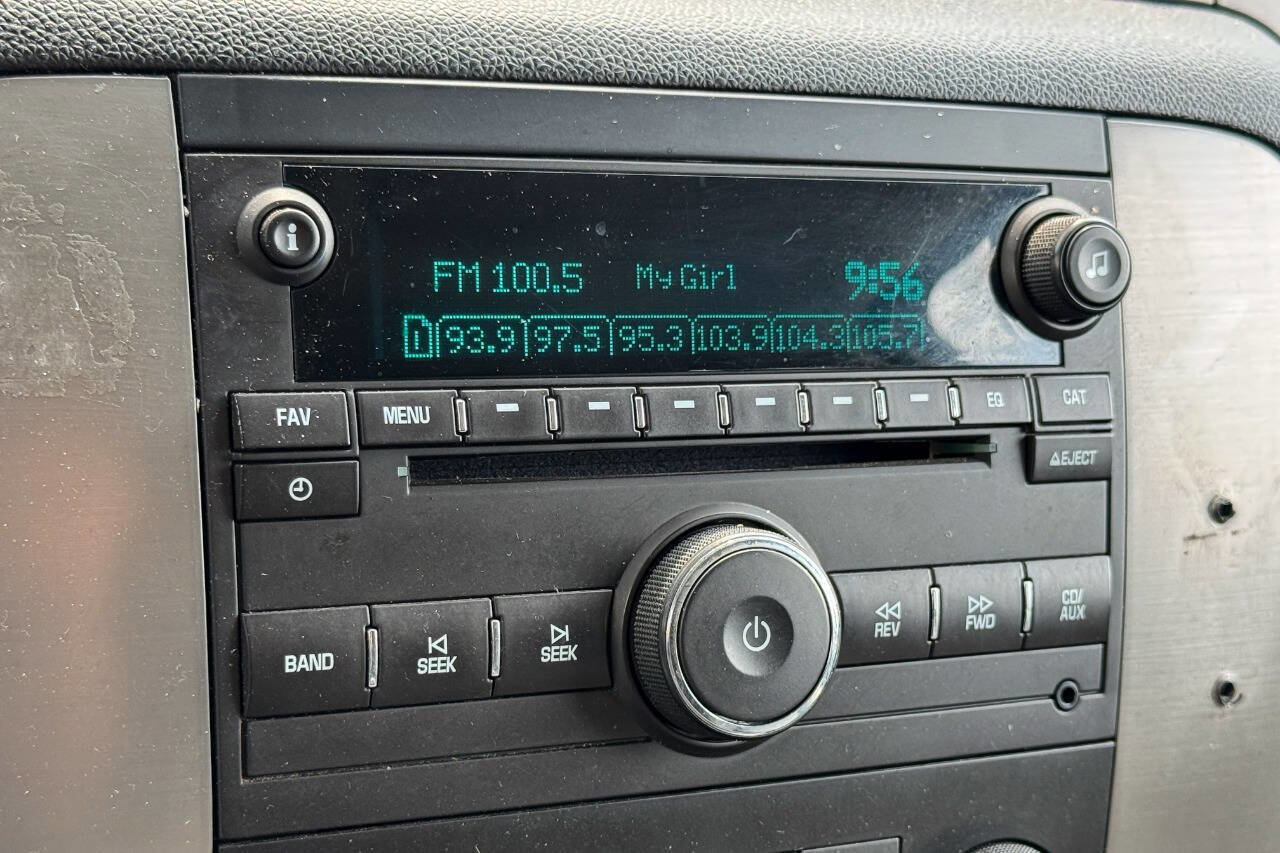 i
FM 100.5 My Girl 9:56
93.9 97.5 95.3 103.9 104.3 105.7
FAV MENU EQ CAT
EJECT
BAND
SEEK
SEEK
REV
FWD
CD/
AUX